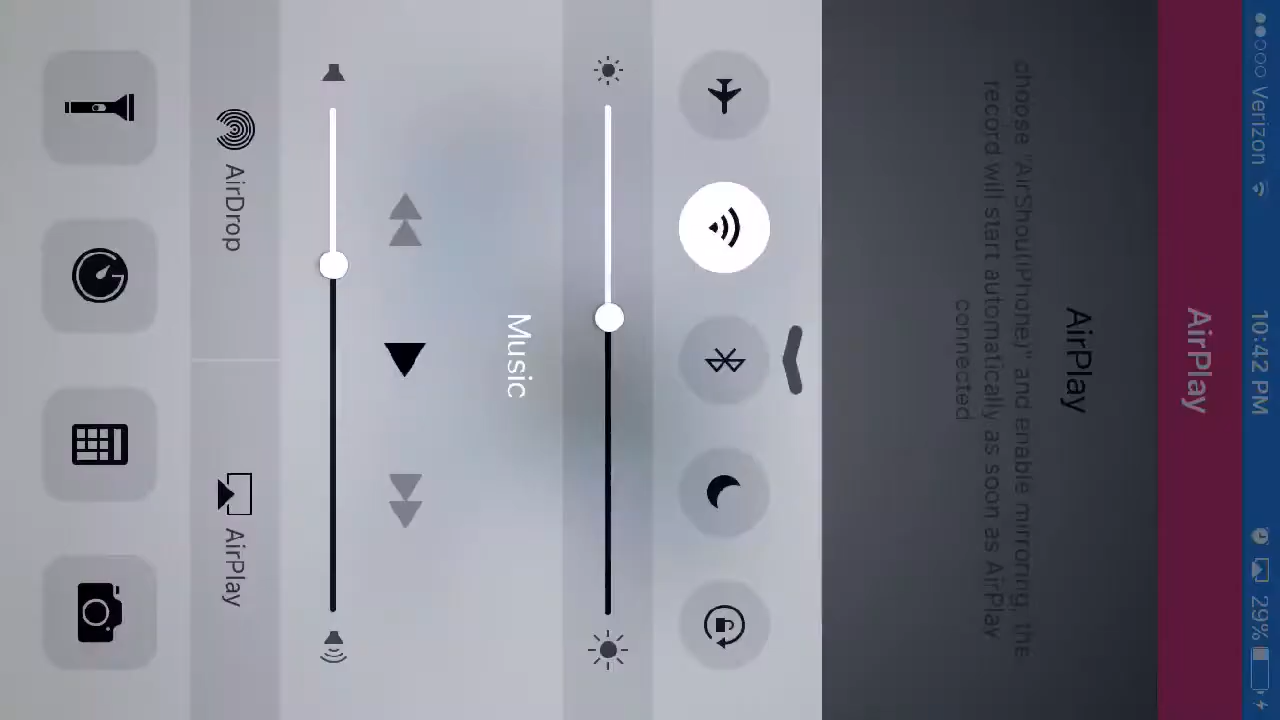 Verizon 10:42 PM 29%
AirPlay
AirPlay
choose "AirShou(iPhone)" and enable mirroring, the
record will start automatically as soon as AirPlay
connected
Music
AirDrop
AirPlay